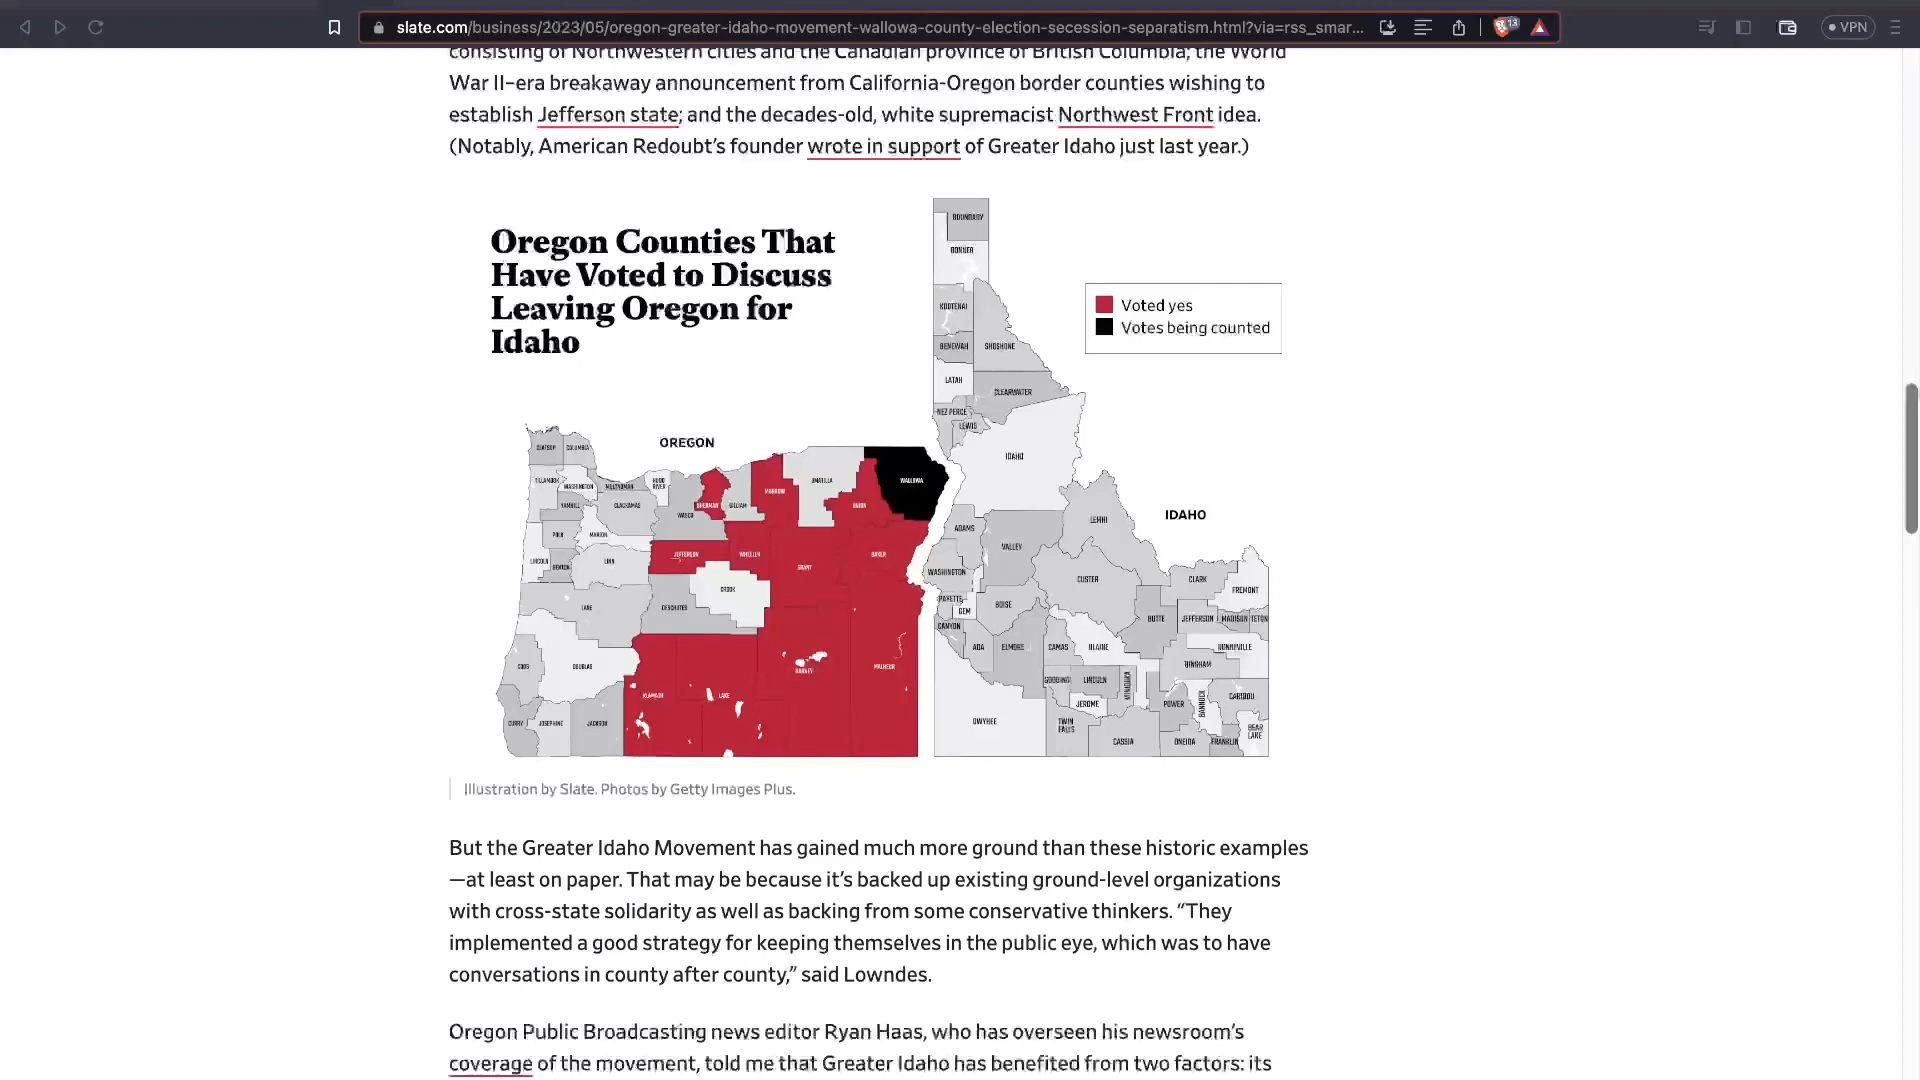 slate.com/business/2023/05/oregon-greater-idaho-movement-wallowa-county-election-secession-separatism.html?via=rss_smar...
13
VPN
consisting of Northwestern cities and the Canadian province of British Columbia; the World
War II–era breakaway announcement from California-Oregon border counties wishing to
establish Jefferson state; and the decades-old, white supremacist Northwest Front idea.
(Notably, American Redoubt’s founder wrote in support of Greater Idaho just last year.)
Oregon Counties That
Have Voted to Discuss
Leaving Oregon for
Idaho
Voted yes
Votes being counted
OREGON
CLATSOP
COLUMBIA
TILLAMOOK
WASHINGTON
MULTNOMAH
HOOD
RIVER
YAMHILL
CLACKAMAS
WASCO
SHERMAN
GILLIAM
MORROW
UMATILLA
UNION
WALLOWA
POLK
MARION
JEFFERSON
WHEELER
GRANT
BAKER
LINCOLN
BENTON
LINN
CROOK
LANE
DESCHUTES
COOS
DOUGLAS
KLAMATH
LAKE
HARNEY
MALHEUR
CURRY
JOSEPHINE
JACKSON
BOUNDARY
BONNER
KOOTENAI
BENEWAH
SHOSHONE
LATAH
CLEARWATER
NEZ PERCE
LEWIS
IDAHO
IDAHO
ADAMS
VALLEY
LEMHI
WASHINGTON
CUSTER
CLARK
FREMONT
PAYETTE
GEM
BOISE
BUTTE
JEFFERSON
MADISON
TETON
CANYON
ADA
ELMORE
CAMAS
BLAINE
BONNEVILLE
BINGHAM
GOODING
LINCOLN
MINIDOKA
JEROME
POWER
BANNOCK
CARIBOU
OWYHEE
TWIN
FALLS
CASSIA
ONEIDA
FRANKLIN
BEAR
LAKE
Illustration by Slate. Photos by Getty Images Plus.
But the Greater Idaho Movement has gained much more ground than these historic examples
—at least on paper. That may be because it’s backed up existing ground-level organizations
with cross-state solidarity as well as backing from some conservative thinkers. “They
implemented a good strategy for keeping themselves in the public eye, which was to have
conversations in county after county,” said Lowndes.
Oregon Public Broadcasting news editor Ryan Haas, who has overseen his newsroom’s
coverage of the movement, told me that Greater Idaho has benefited from two factors: its